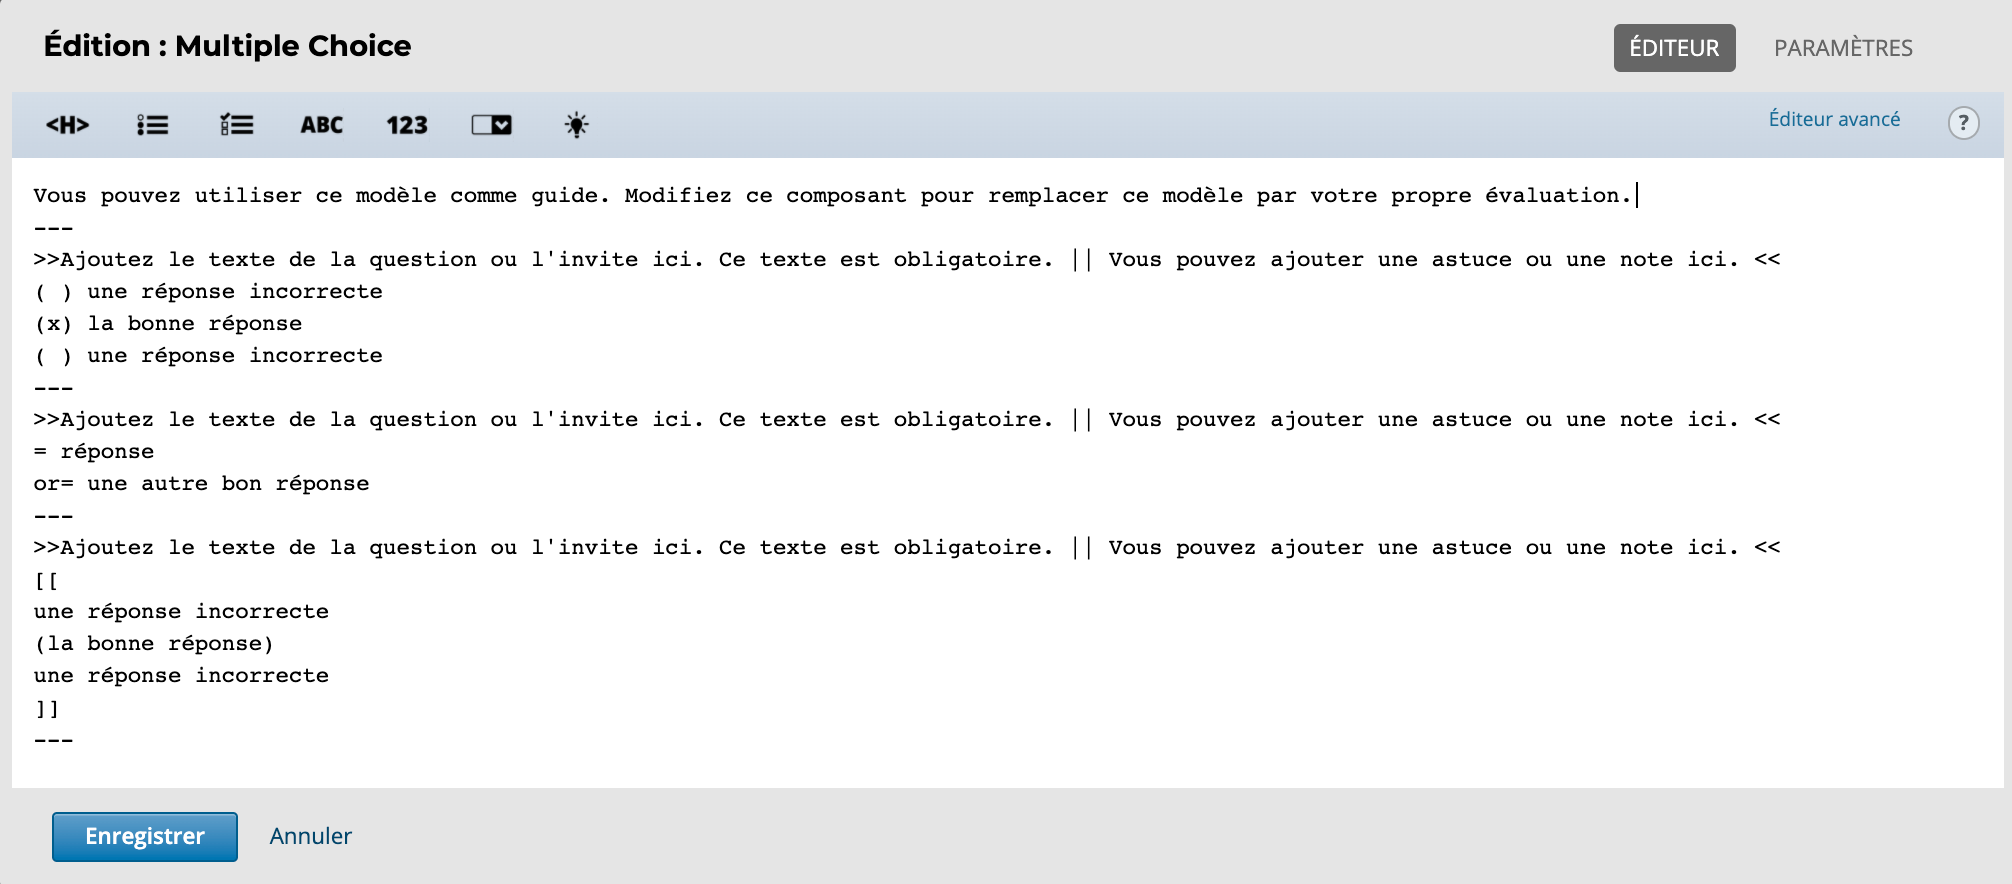 Édition : Multiple Choice
ÉDITEUR
PARAMÈTRES
<H>
ABC
123
Éditeur avancé
?
Vous pouvez utiliser ce modèle comme guide. Modifiez ce composant pour remplacer ce modèle par votre propre évaluation.
---
>>Ajoutez le texte de la question ou l'invite ici. Ce texte est obligatoire. || Vous pouvez ajouter une astuce ou une note ici. <<
( ) une réponse incorrecte
(x) la bonne réponse
( ) une réponse incorrecte
---
>>Ajoutez le texte de la question ou l'invite ici. Ce texte est obligatoire. || Vous pouvez ajouter une astuce ou une note ici. <<
= réponse
or= une autre bon réponse
---
>>Ajoutez le texte de la question ou l'invite ici. Ce texte est obligatoire. || Vous pouvez ajouter une astuce ou une note ici. <<
[[
une réponse incorrecte
(la bonne réponse)
une réponse incorrecte
]]
---
Enregistrer
Annuler